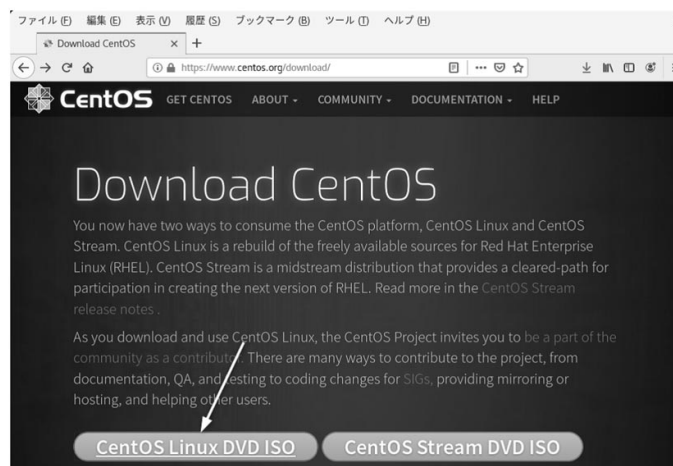 ファイル (F) 編集 (E) 表示 (V) 履歴 (S) ブックマーク (B) ツール (T) ヘルプ (H)
Download CentOS × +
https://www.centos.org/download/
CentOS GET CENTOS ABOUT COMMUNITY DOCUMENTATION HELP
Download CentOS
You now have two ways to consume the CentOS platform, CentOS Linux and CentOS
Stream. CentOS Linux is a rebuild of the freely available sources for Red Hat Enterprise
Linux (RHEL). CentOS Stream is a midstream distribution that provides a cleared-path for
participation in creating the next version of RHEL. Read more in the CentOS Stream
release notes .
As you download and use CentOS Linux, the CentOS Project invites you to be a part of the
community as a contributor. There are many ways to contribute to the project, from
documentation, QA, and testing to coding changes for SIGs, providing mirroring or
hosting, and helping other users.
CentOS Linux DVD ISO CentOS Stream DVD ISO